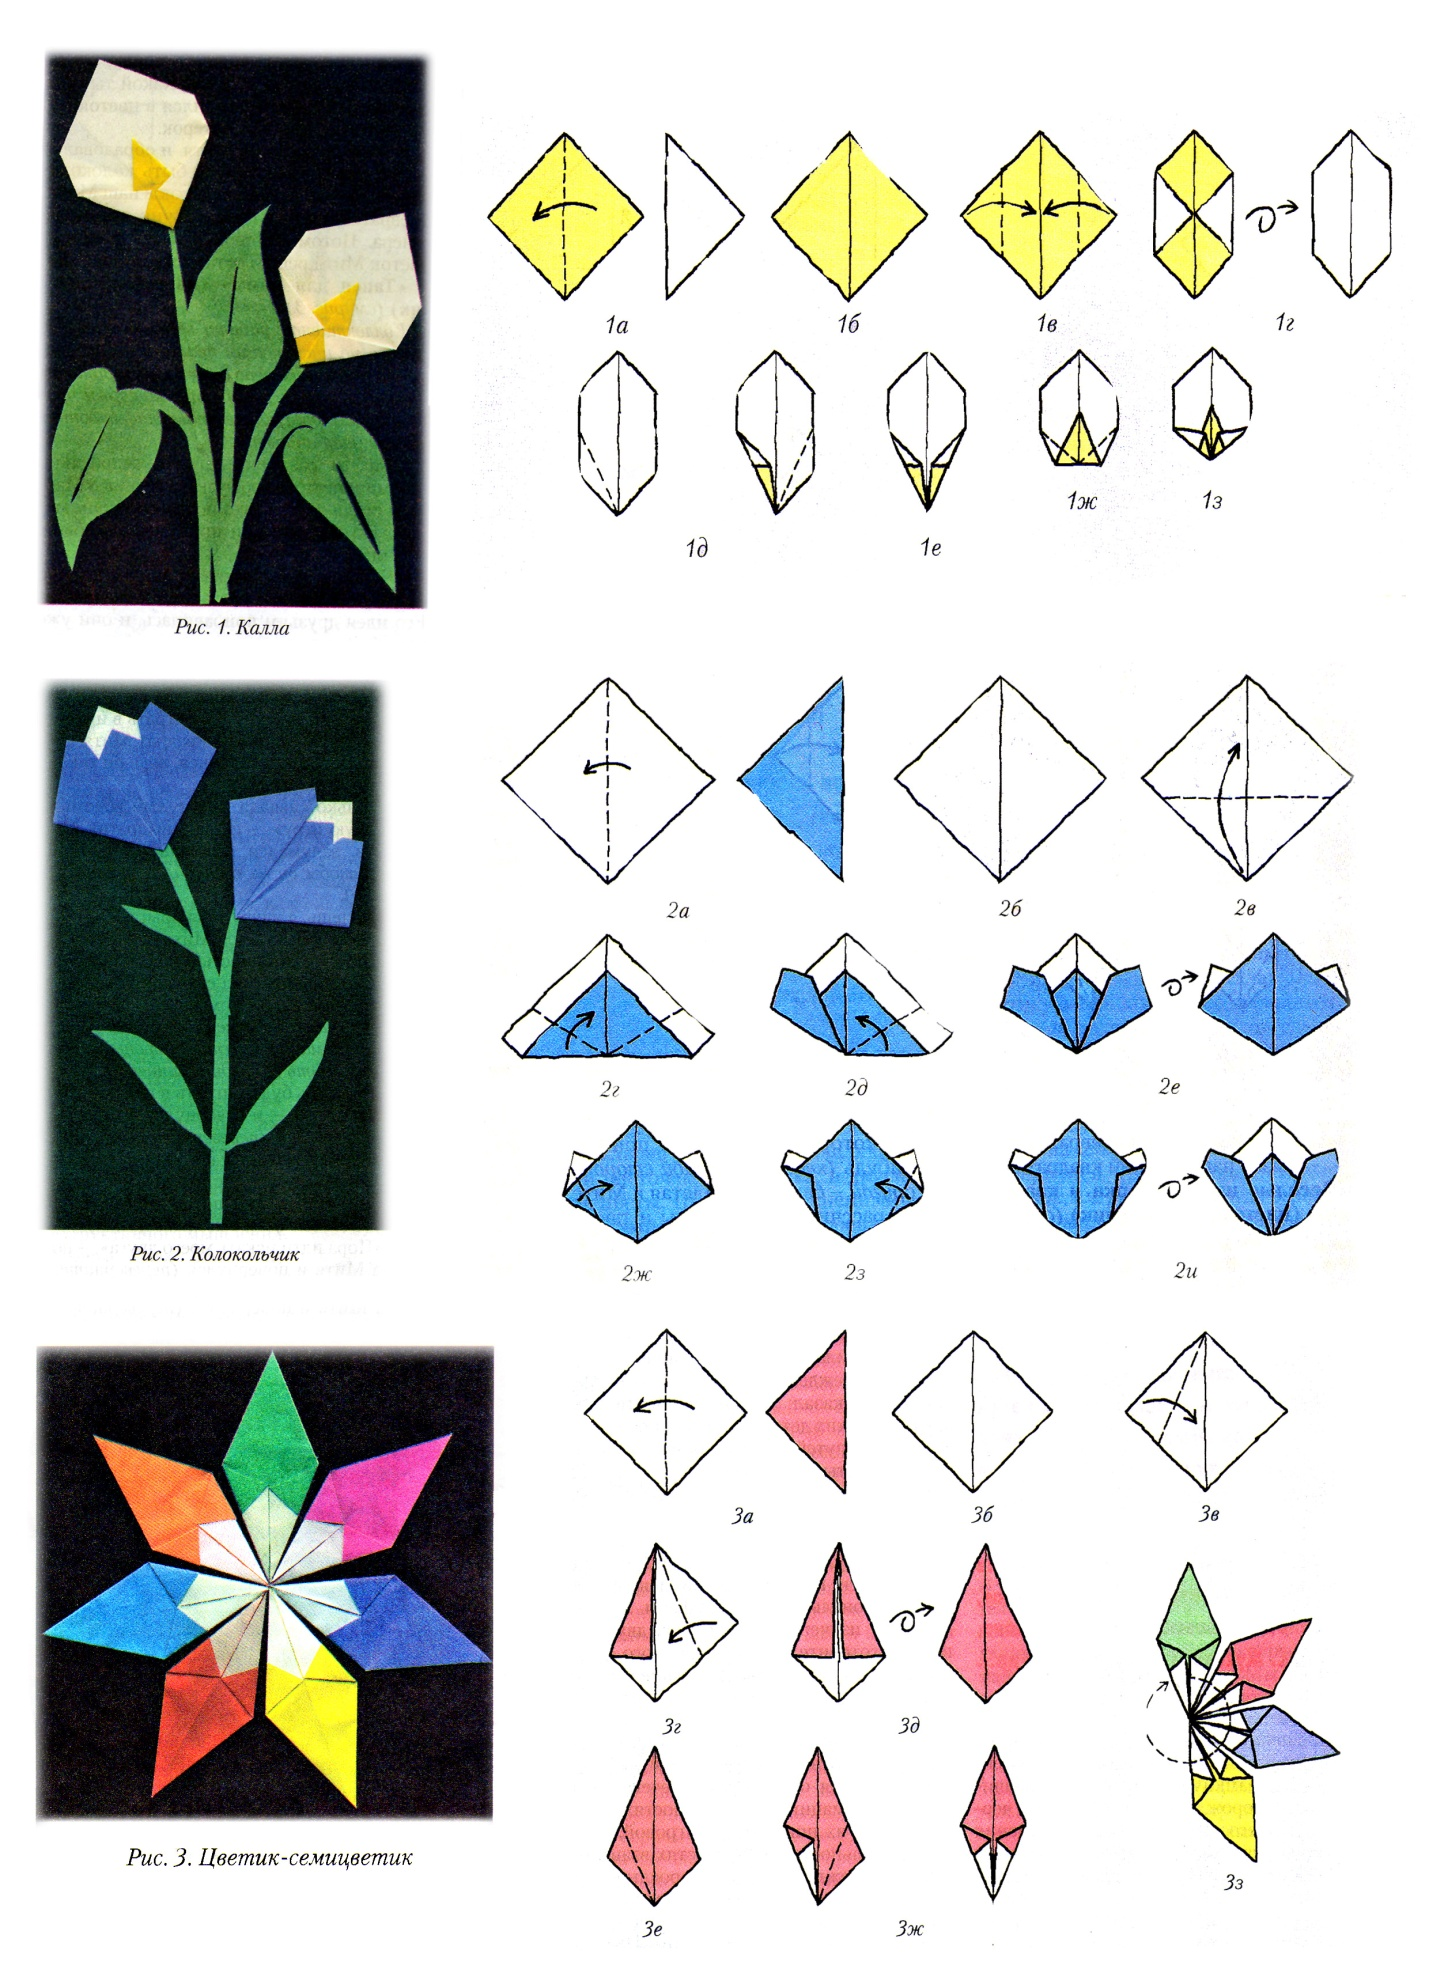 1а
1б
1в
1г
1д
1е
1ж
1з
Рис. 1. Калла
2а
2б
2в
2г
2д
2е
2ж
2з
2и
Рис. 2. Колокольчик
3а
3б
3в
3г
3д
3е
3ж
3з
Рис. 3. Цветик-семицветик